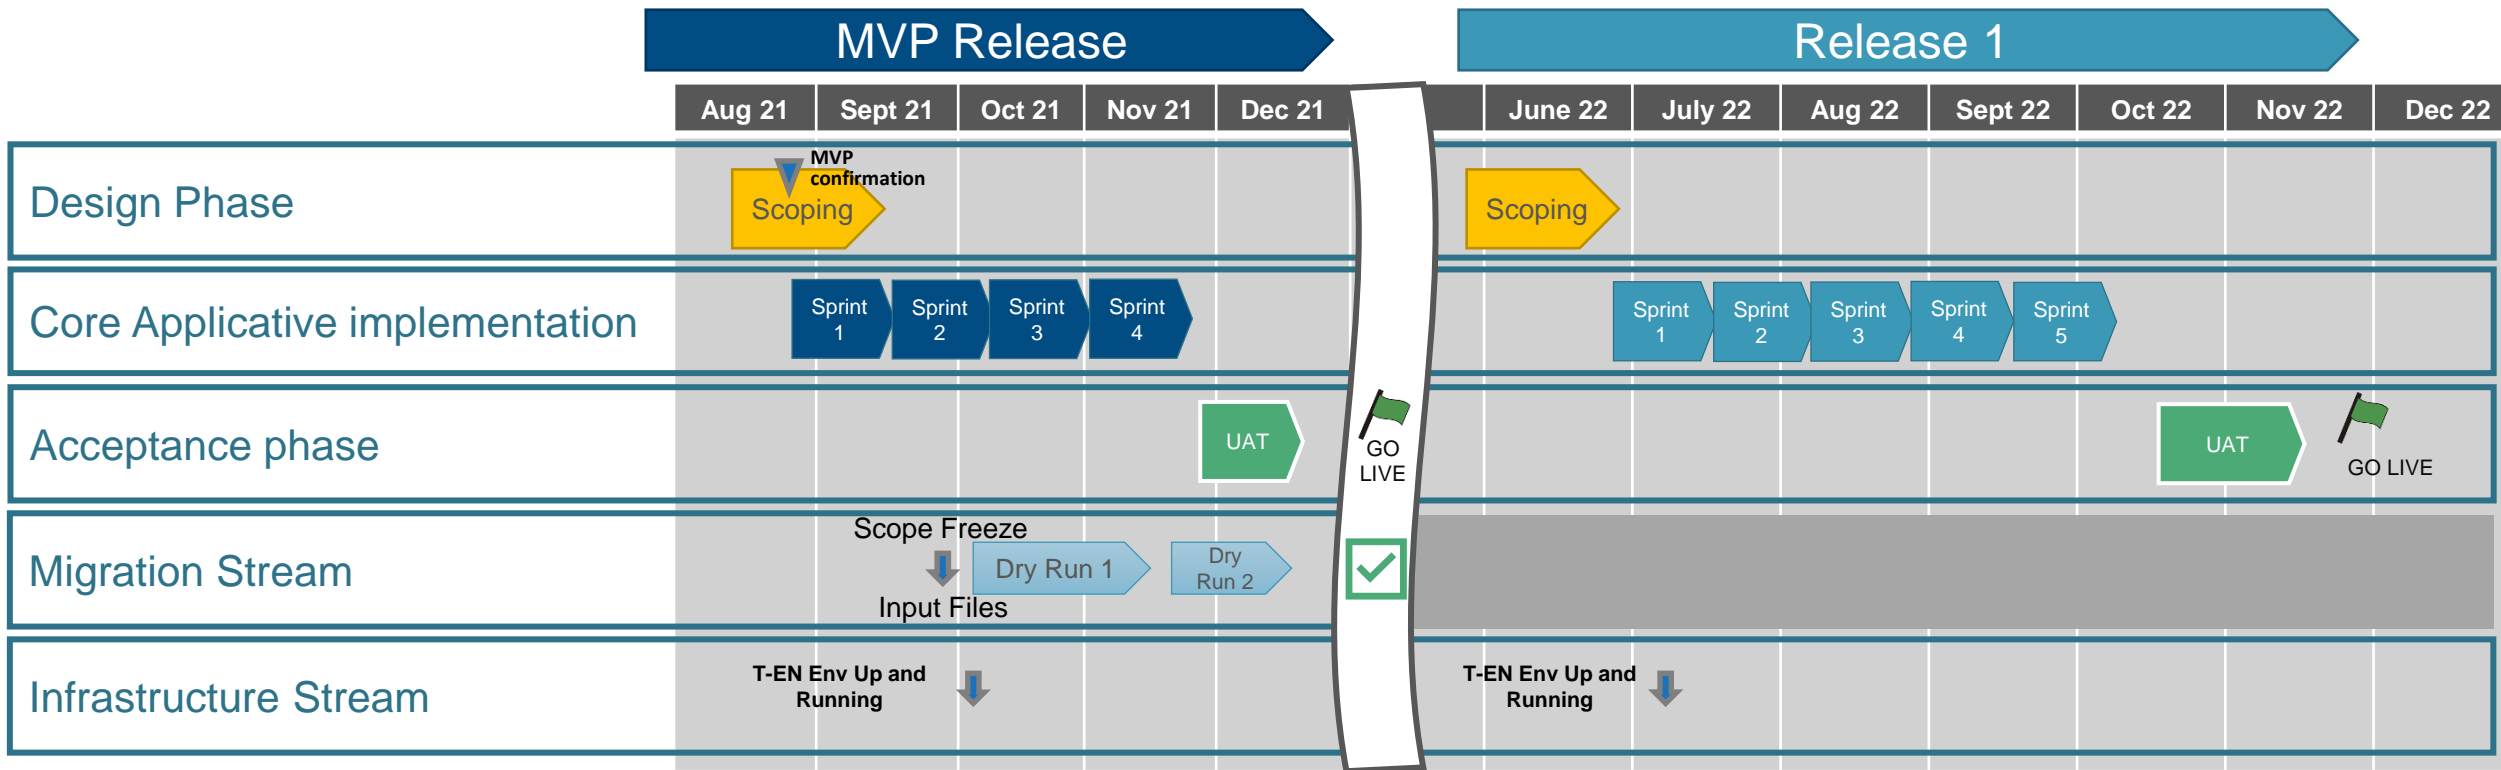 MVP Release
Release 1
Aug 21
Sept 21
Oct 21
Nov 21
Dec 21
June 22
July 22
Aug 22
Sept 22
Oct 22
Nov 22
Dec 22
Design Phase
MVP
confirmation
Scoping
Scoping
Core Applicative implementation
Sprint
1
Sprint
2
Sprint
3
Sprint
4
Sprint
1
Sprint
2
Sprint
3
Sprint
4
Sprint
5
Acceptance phase
UAT
GO
LIVE
UAT
GO LIVE
Migration Stream
Scope Freeze
Input Files
Dry Run 1
Dry
Run 2
Infrastructure Stream
T-EN Env Up and
Running
T-EN Env Up and
Running